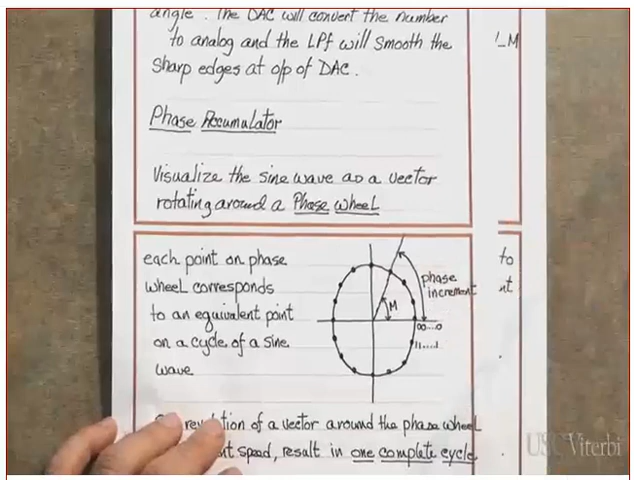 angle. The DAC will convert the number
to analog and the LPf will smooth the
sharp edges at o/p of DAC.
Phase Accumulator
Visualize the sine wave as a vector
rotating around a Phase Wheel
each point on phase
wheel corresponds
to an equivalent point
on a cycle of a sine
wave
phase
increment
M
00....0
11....1
revolution of a vector around the phase wheel
speed, result in one complete cycle
M
to
nt
USC Viterbi